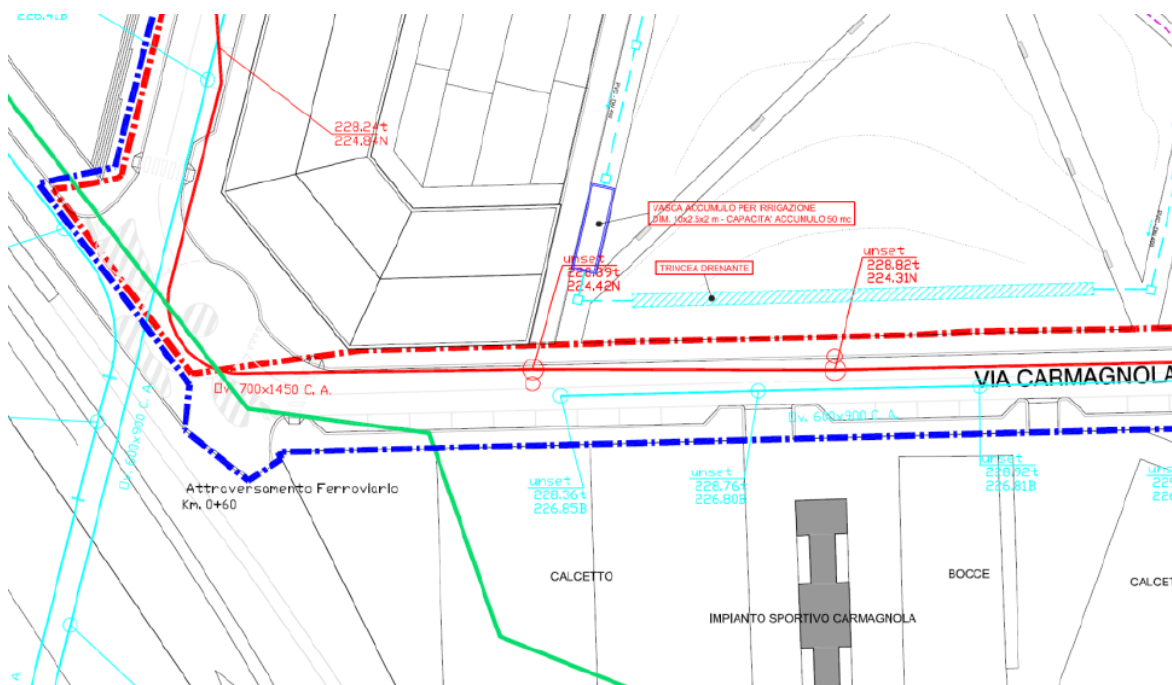 226.41B
228.24t
224.84N
VASCA ACCUMULO PER IRRIGAZIONE
DIM. 10x2.5x2 m - CAPACITA' ACCUMULO 50 mc
TRINCEA DRENANTE
unset
228.89t
224.42N
unset
228.82t
224.31N
VIA CARMAGNOLA
Ov. 700x1450 C. A.
Ov. 600x900 C. A.
Ov. 600x900 C. A.
Attraversamento Ferroviario
Km. 0+60
unset
228.36t
226.85B
unset
228.76t
226.80B
unset
228.92t
226.81B
CALCETTO
BOCCE
IMPIANTO SPORTIVO CARMAGNOLA
A